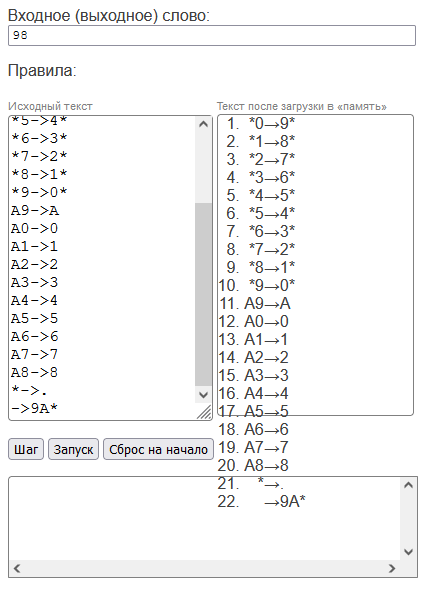 Входное (выходное) слово:
98
Правила:
Исходный текст
*5->4*
*6->3*
*7->2*
*8->1*
*9->0*
A9->A
A0->0
A1->1
A2->2
A3->3
A4->4
A5->5
A6->6
A7->7
A8->8
*->.
->9A*
Текст после загрузки в «память»
1. *0→9*
2. *1→8*
3. *2→7*
4. *3→6*
5. *4→5*
6. *5→4*
7. *6→3*
8. *7→2*
9. *8→1*
10. *9→0*
11. A9→A
12. A0→0
13. A1→1
14. A2→2
15. A3→3
16. A4→4
17. A5→5
18. A6→6
19. A7→7
20. A8→8
21. *→.
22. →9A*
Шаг Запуск Сброс на начало